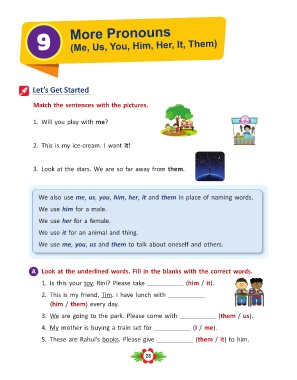 9
More Pronouns
(Me, Us, You, Him, Her, It, Them)
Let's Get Started
Match the sentences with the pictures.
1. Will you play with me?
2. This is my ice-cream. I want it!
3. Look at the stars. We are so far away from them.
We also use me, us, you, him, her, it and them in place of naming words.
We use him for a male.
We use her for a female.
We use it for an animal and thing.
We use me, you, us and them to talk about oneself and others.
A Look at the underlined words. Fill in the blanks with the correct words.
1. Is this your toy, Rini? Please take __________ (him / it).
2. This is my friend, Tim. I have lunch with __________
(him / them) every day.
3. We are going to the park. Please come with __________ (them / us).
4. My mother is buying a train set for __________ (I / me).
5. These are Rahul's books. Please give __________ (them / it) to him.
28